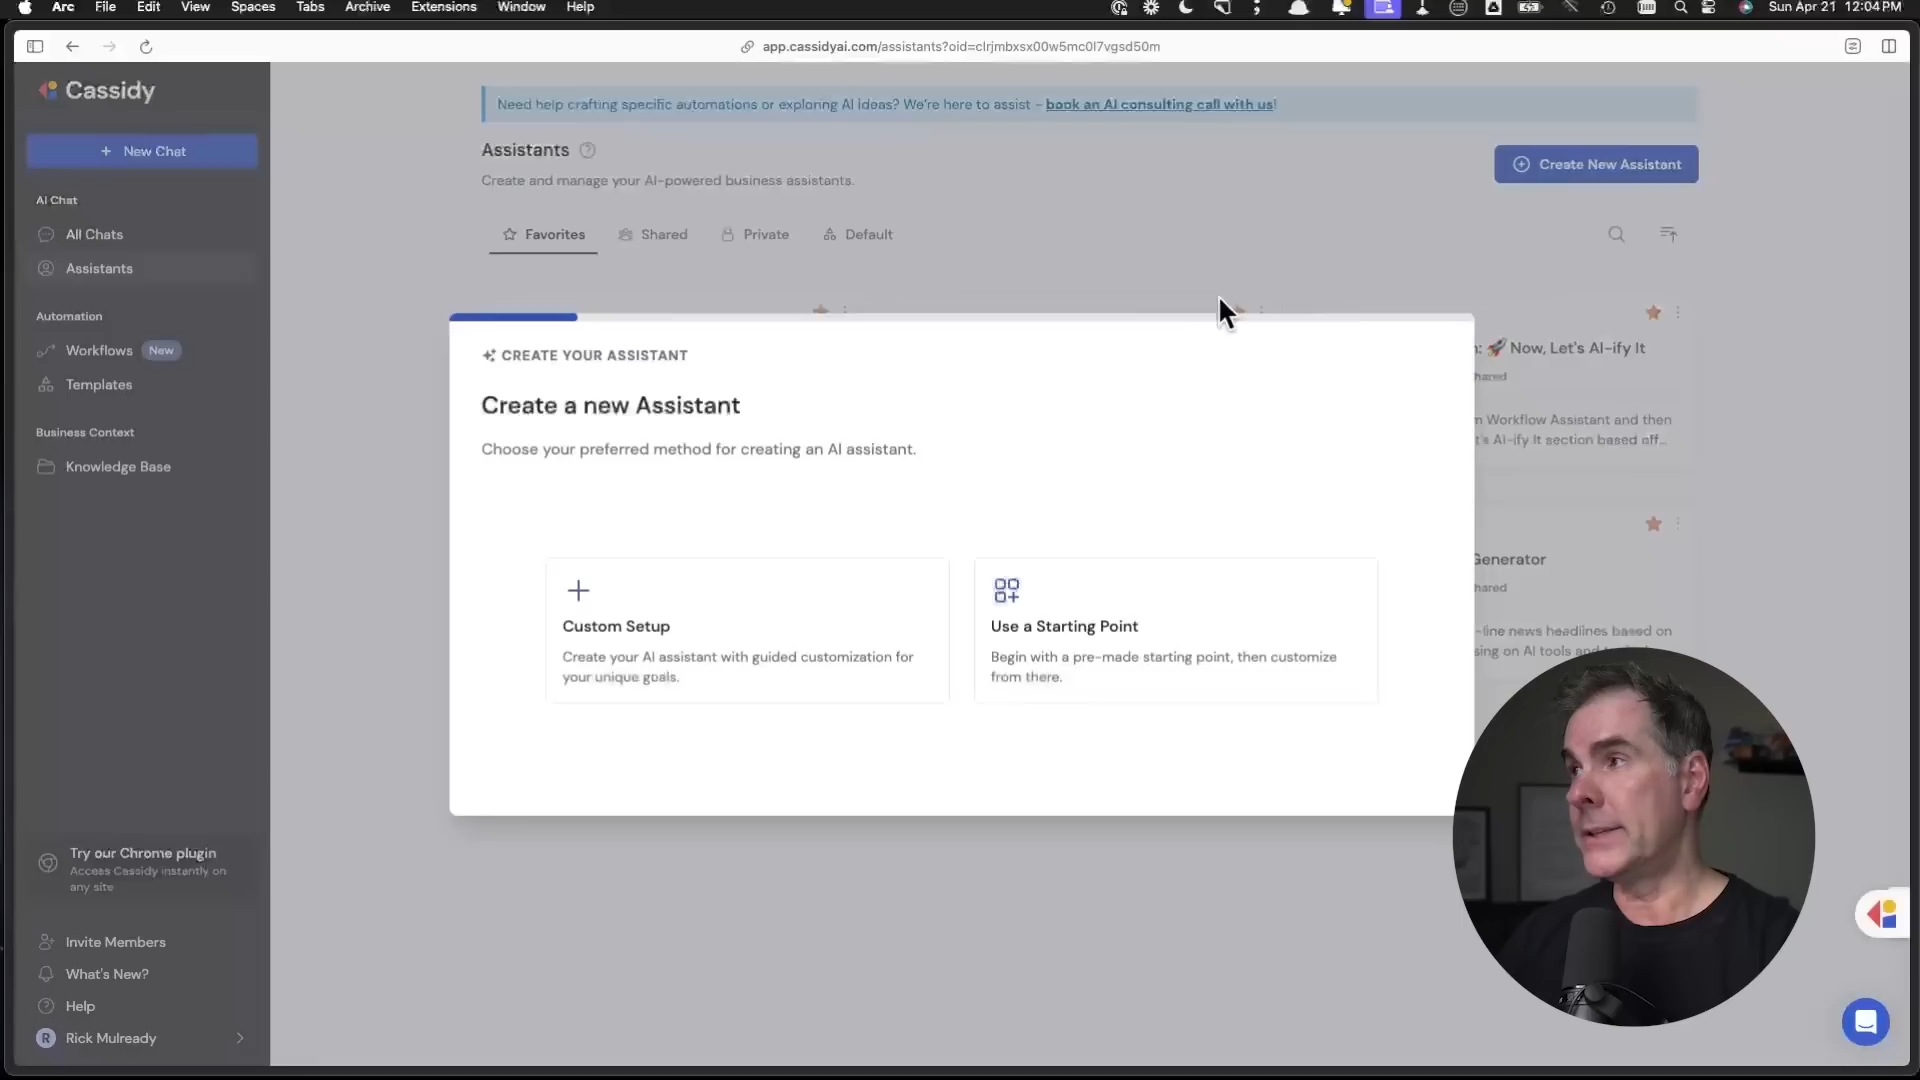 Arc File Edit View Spaces Tabs Archive Extensions Window Help
Sun Apr 21 12:04 PM
app.cassidyai.com/assistants?oid=clrjmbxsx00w5mc0l7vgsd50m
Cassidy
+ New Chat
AI Chat
All Chats
Assistants
Automation
Workflows New
Templates
Business Context
Knowledge Base
Try our Chrome plugin
Access Cassidy instantly on
any site
Invite Members
What's New?
Help
R Rick Mulready
Need help crafting specific automations or exploring AI ideas? We're here to assist - book an AI consulting call with us!
Assistants
Create and manage your AI-powered business assistants.
Create New Assistant
Favorites Shared Private Default
CREATE YOUR ASSISTANT
Create a new Assistant
Choose your preferred method for creating an AI assistant.
Custom Setup
Create your AI assistant with guided customization for
your unique goals.
Use a Starting Point
Begin with a pre-made starting point, then customize
from there.
: 🚀 Now, Let's AI-ify It
hared
Workflow Assistant and then
t's AI-ify It section based off...
Generator
hared
-line news headlines based on
sing on AI tools and